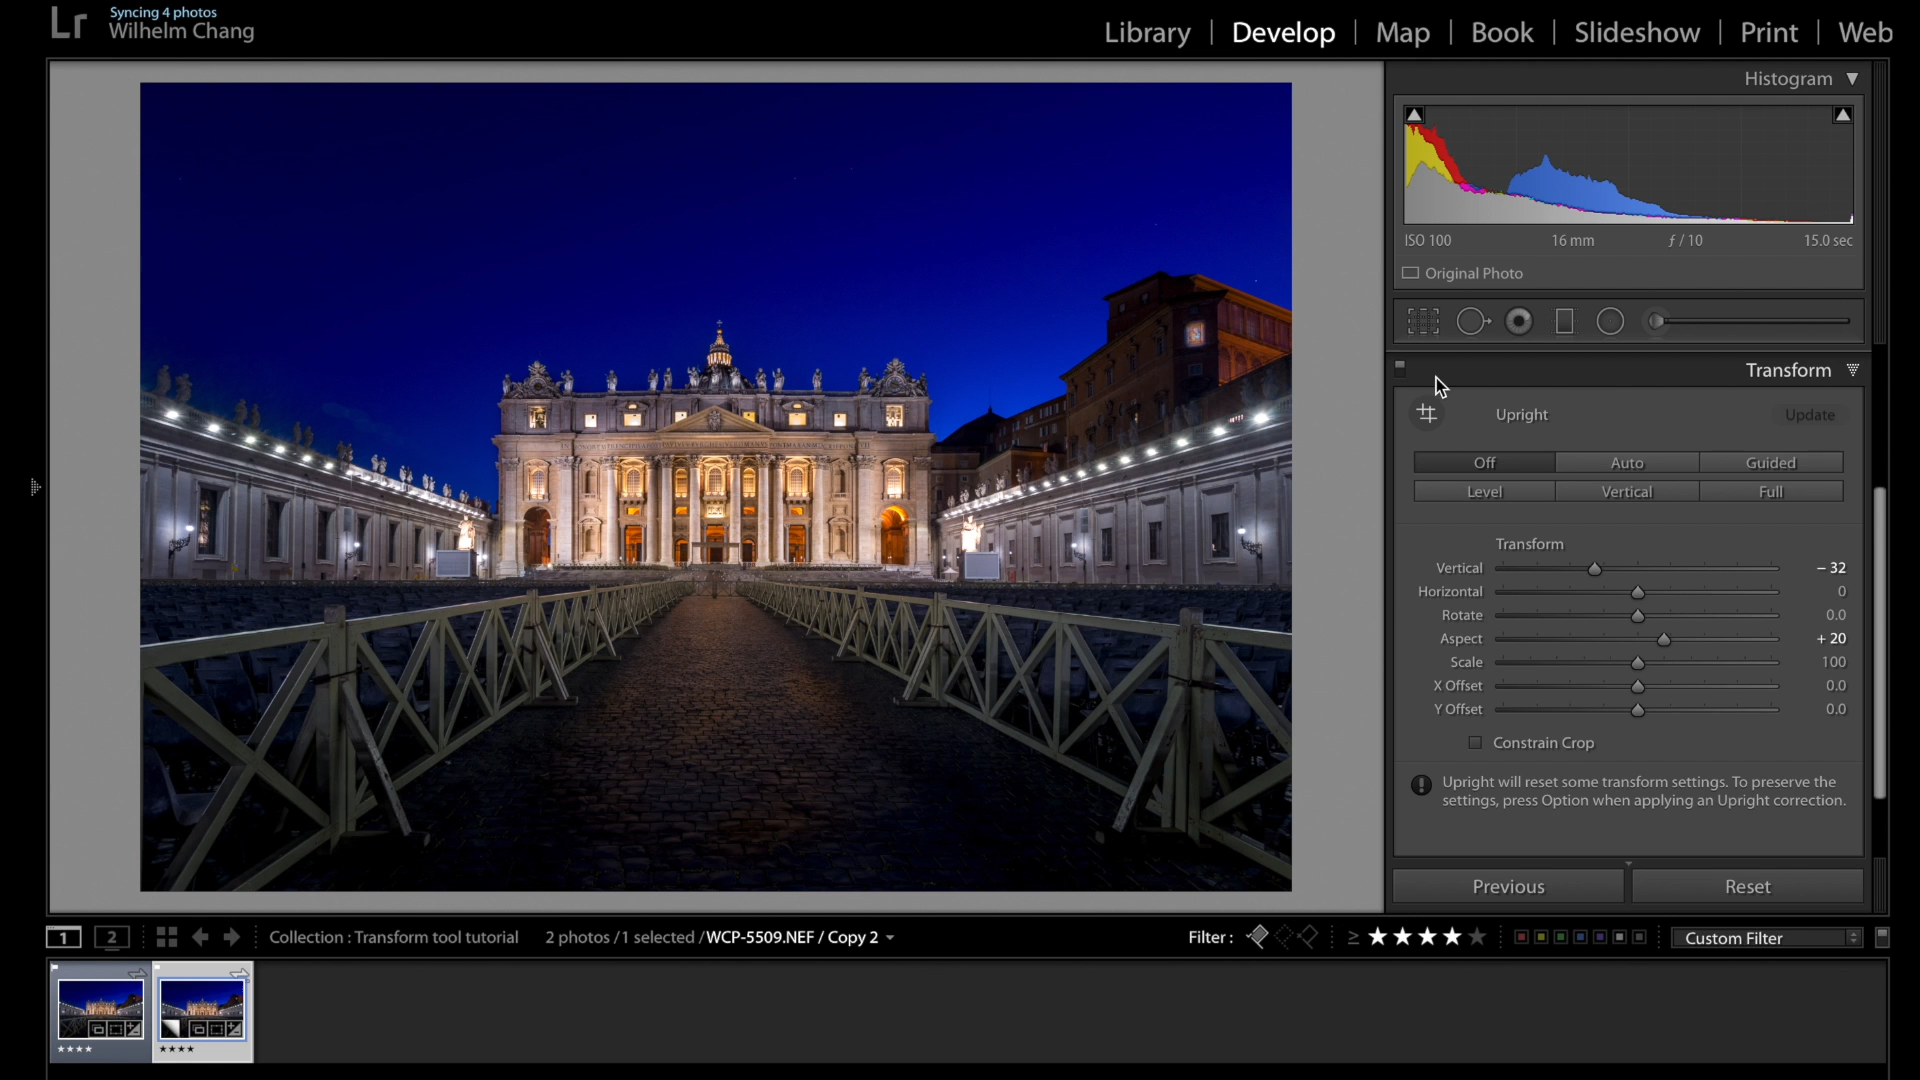 Lr
Syncing 4 photos
Wilhelm Chang
Library | Develop | Map | Book | Slideshow | Print | Web
Histogram
ISO 100 16 mm ƒ / 10 15.0 sec
Original Photo
Transform
Upright Update
Off Auto Guided
Level Vertical Full
Transform
Vertical − 32
Horizontal 0
Rotate 0.0
Aspect + 20
Scale 100
X Offset 0.0
Y Offset 0.0
Constrain Crop
Upright will reset some transform settings. To preserve the
settings, press Option when applying an Upright correction.
Previous Reset
1 2 Collection : Transform tool tutorial 2 photos / 1 selected / WCP-5509.NEF / Copy 2 Filter : ≥ ★★★★★ Custom Filter
★★★★ ★★★★